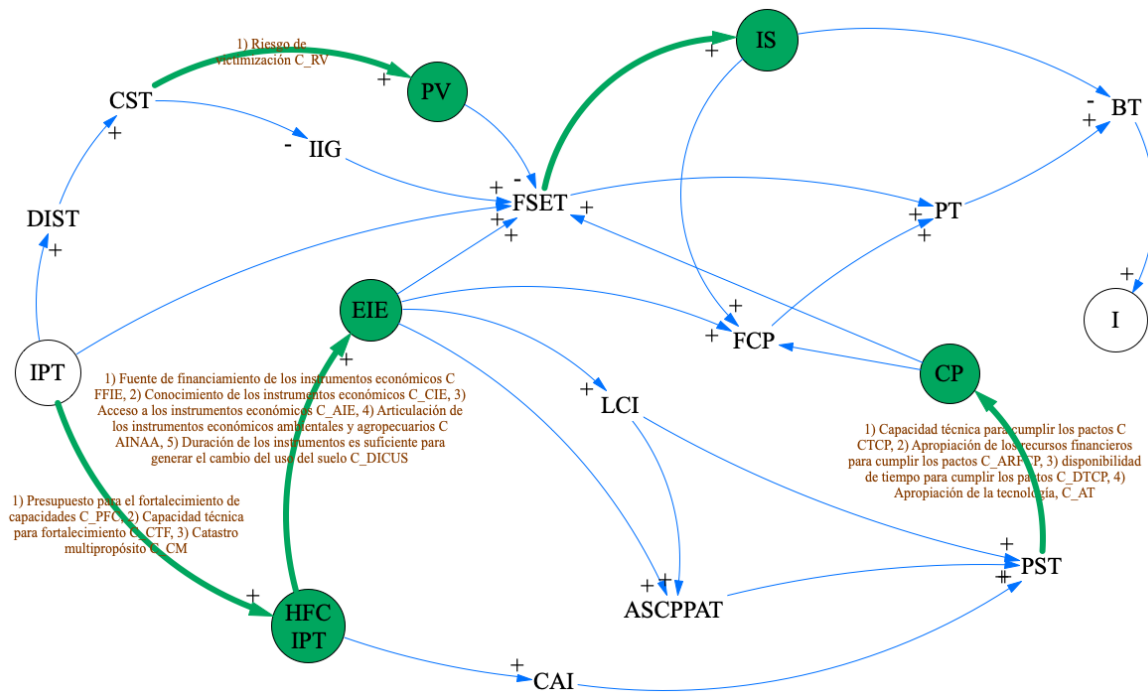 IS
+
1) Riesgo de
victimización C_RV
+
PV
CST
+
-
+
BT
-
IIG
+
-
FSET
+
+
+
DIST
+
+
+
PT
+
EIE
+
I
+
+
FCP
IPT
+
CP
1) Fuente de financiamiento de los instrumentos económicos C
FFIE, 2) Conocimiento de los instrumentos económicos C_CIE, 3)
Acceso a los instrumentos económicos C_AIE, 4) Articulación de
los instrumentos económicos ambientales y agropecuarios C
AINAA, 5) Duración de los instrumentos es suficiente para
generar el cambio del uso del suelo C_DICUS
+
LCI
1) Capacidad técnica para cumplir los pactos C
CTCP, 2) Apropiación de los recursos financieros
para cumplir los pactos C_ARFCP, 3) disponibilidad
de tiempo para cumplir los pactos C_DTCP, 4)
Apropiación de la tecnología, C_AT
1) Presupuesto para el fortalecimiento de
capacidades C_PFC, 2) Capacidad técnica
para fortalecimiento C_CTF, 3) Catastro
multipropósito C_CM
+
PST
+
+
+
+
ASCPPAT
+
HFC
IPT
+
CAI